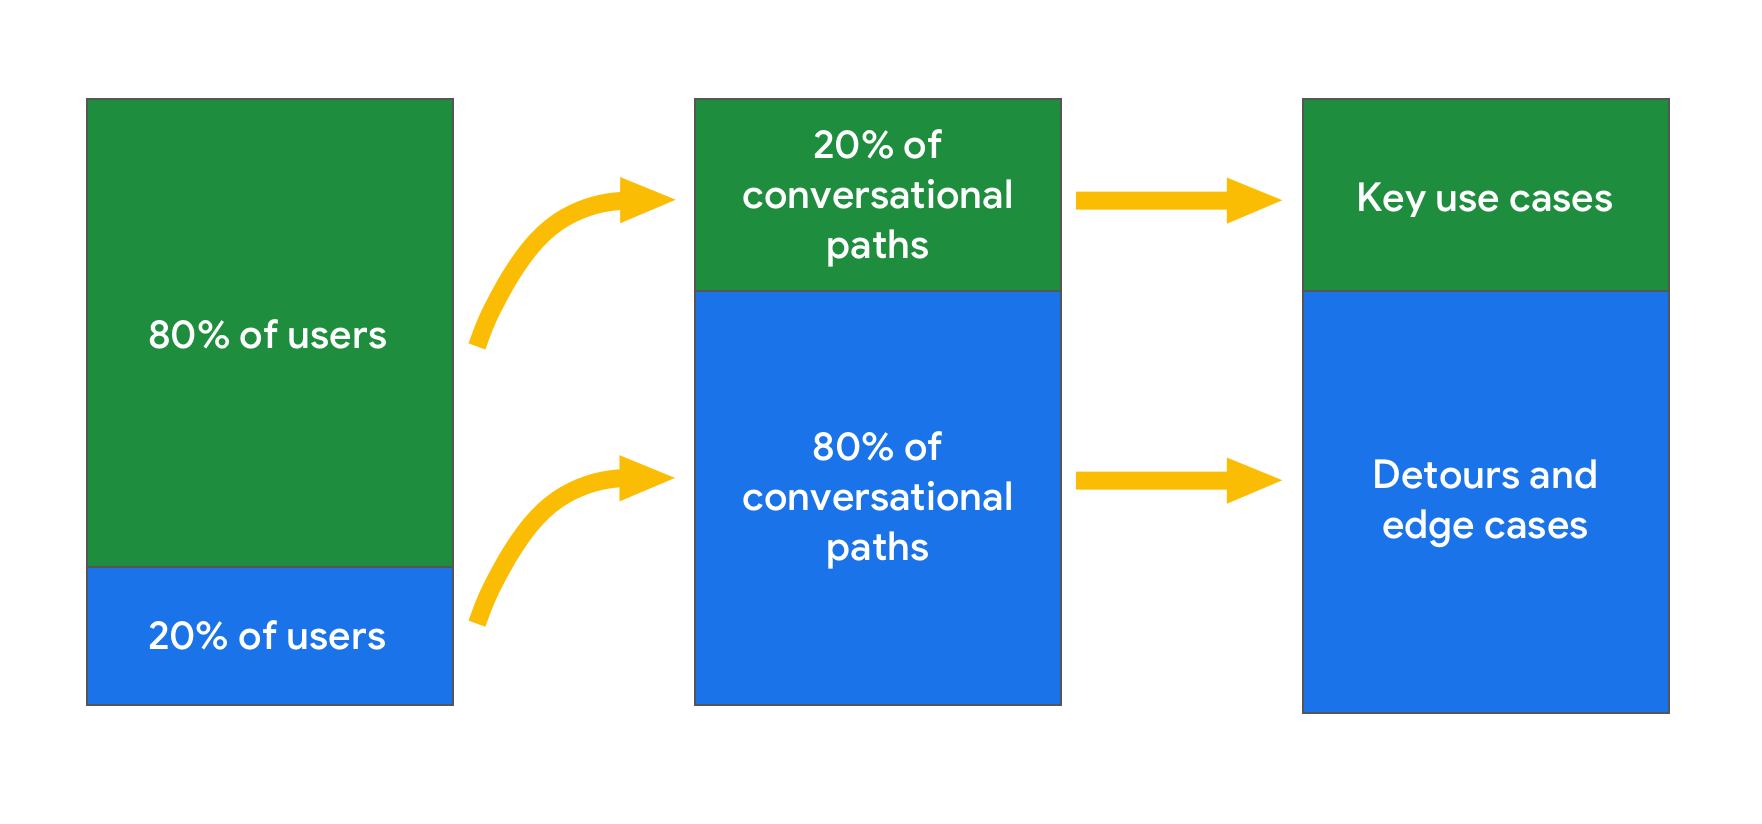 80% of users
20% of users
20% of
conversational
paths
80% of
conversational
paths
Key use cases
Detours and
edge cases